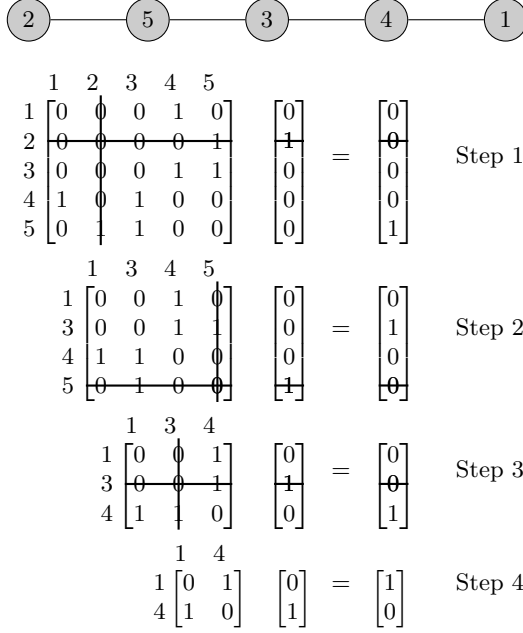 2 5 3 4 1
1 2 3 4 5
1 0 0 0 1 0 0 0
2 0 0 0 0 1 1 0
3 0 0 0 1 1 0 = 0 Step 1
4 1 0 1 0 0 0 0
5 0 1 1 0 0 0 1
1 3 4 5
1 0 0 1 0 0 0
3 0 0 1 1 0 = 1 Step 2
4 1 1 0 0 0 0
5 0 1 0 0 1 0
1 3 4
1 0 0 1 0 0
3 0 0 1 1 = 0 Step 3
4 1 1 0 0 1
1 4
1 0 1 0 = 1 Step 4
4 1 0 1 0